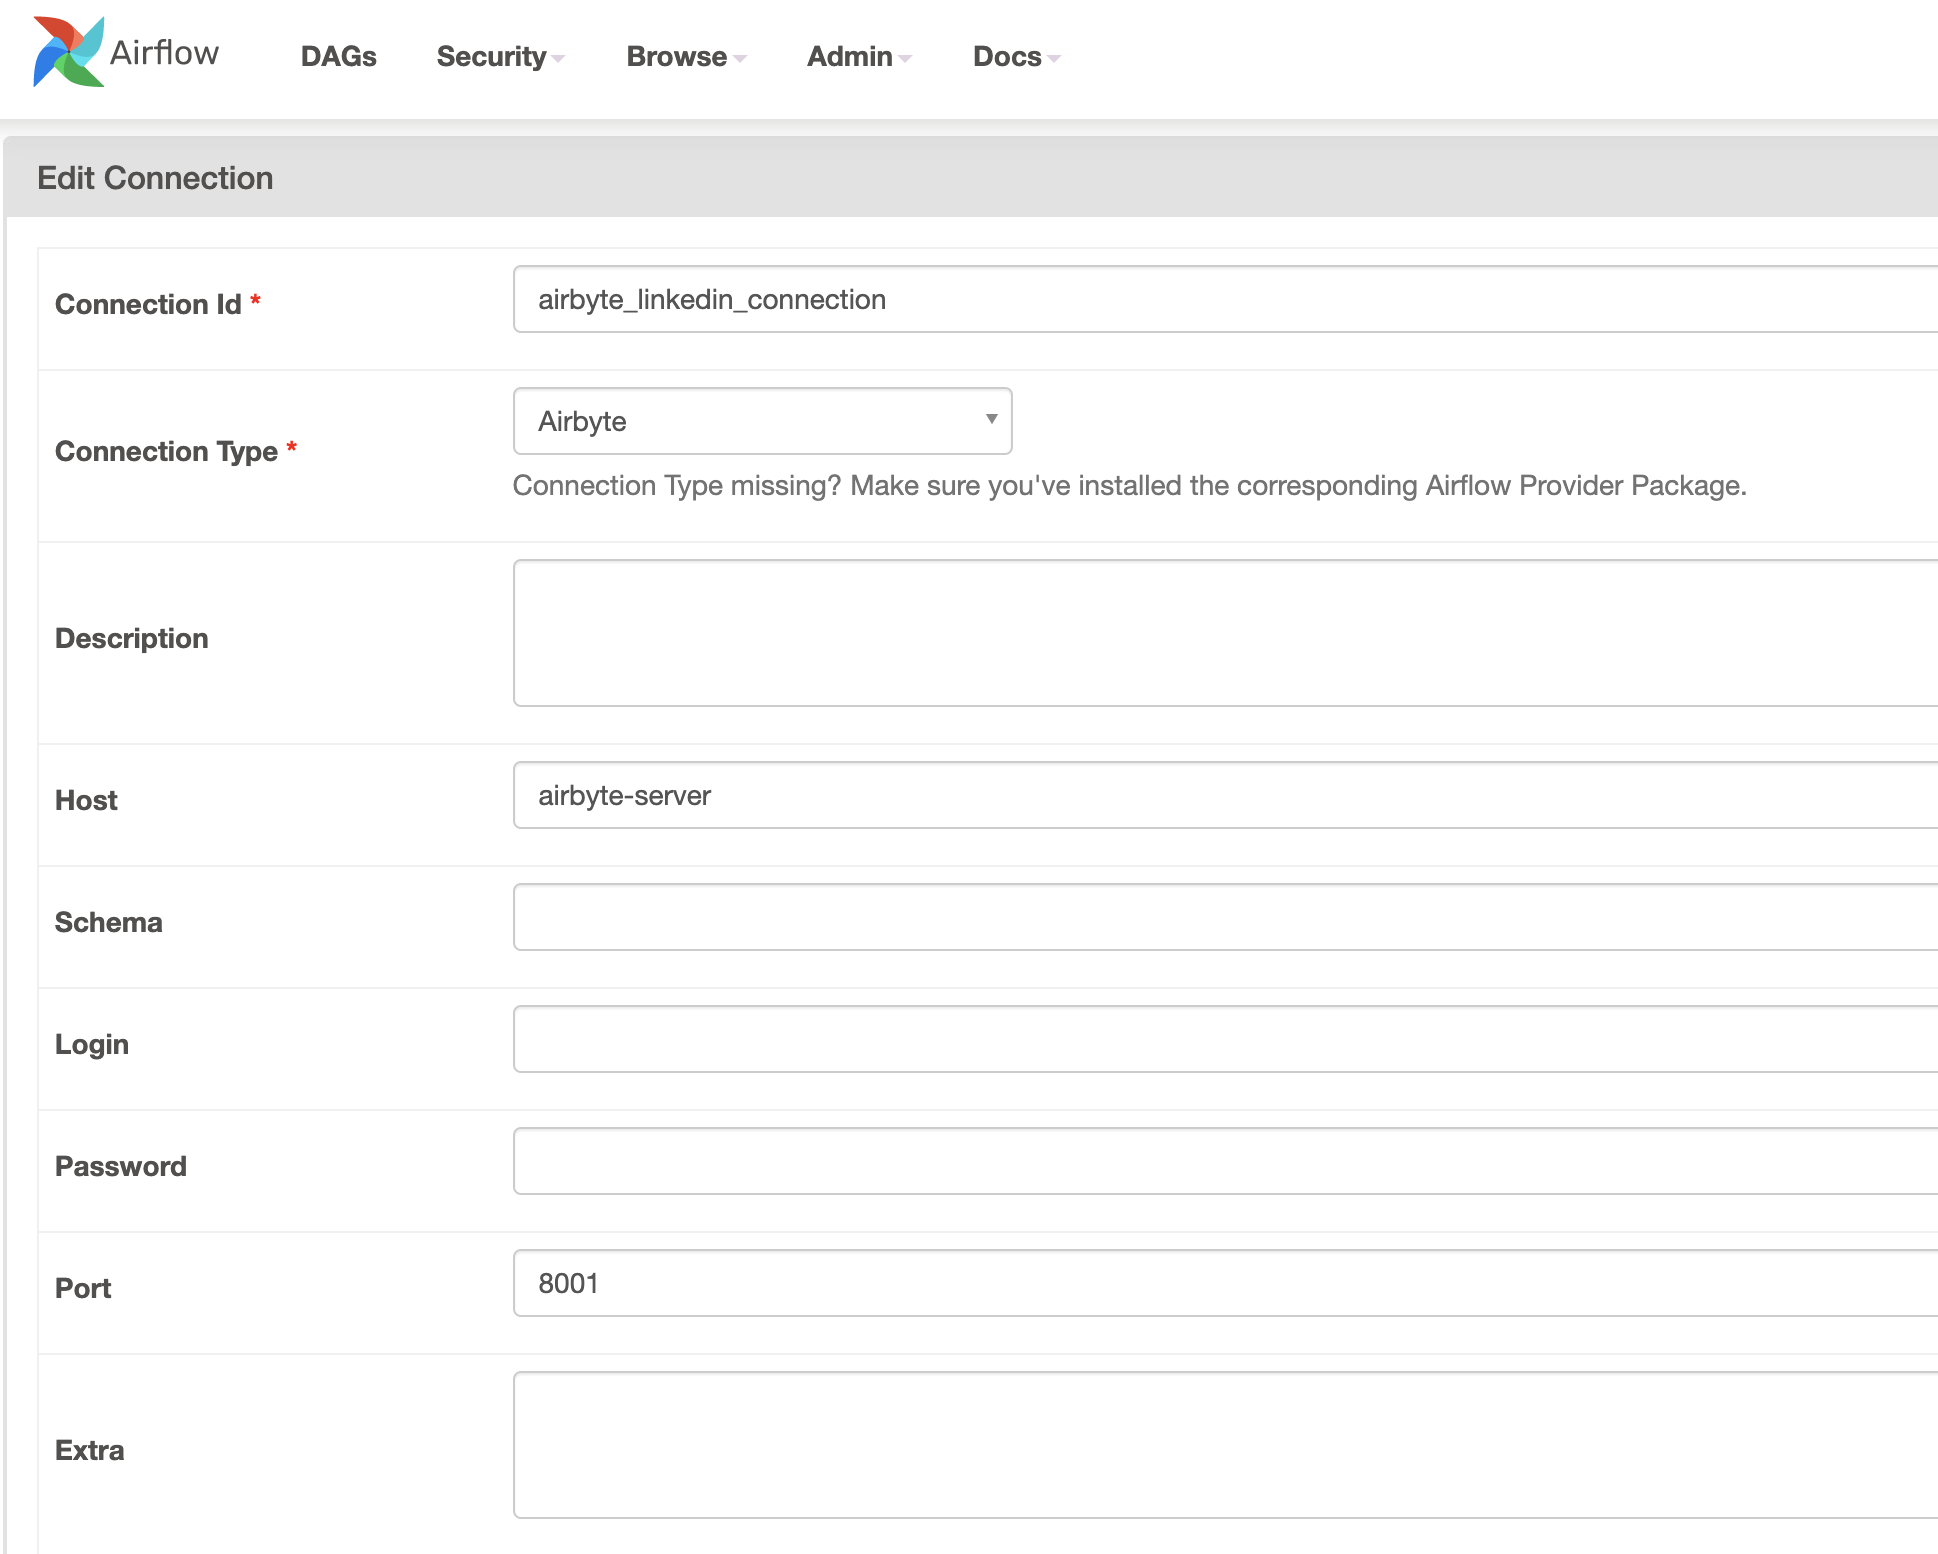 Airflow DAGs Security Browse Admin Docs
Edit Connection
Connection Id * airbyte_linkedin_connection
Connection Type * Airbyte
Connection Type missing? Make sure you've installed the corresponding Airflow Provider Package.
Description
Host airbyte-server
Schema
Login
Password
Port 8001
Extra